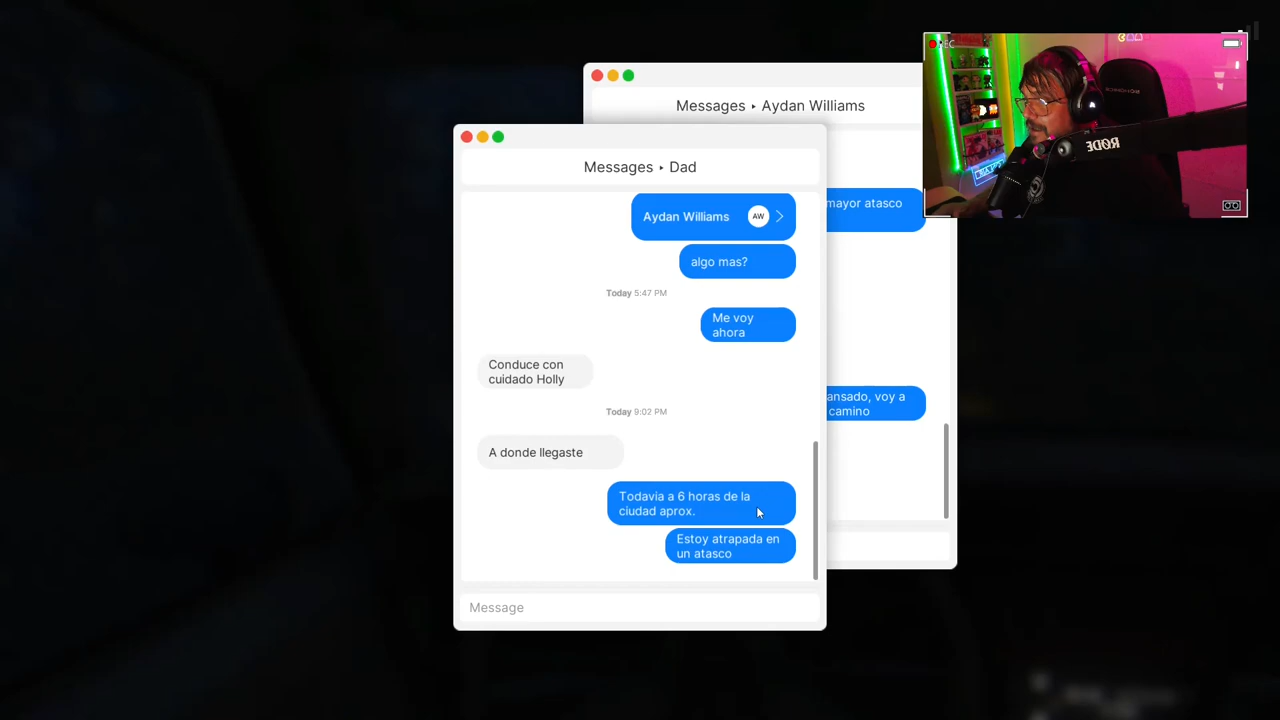 REC
Messages ▸ Aydan Williams
mayor atasco
ansado, voy a
camino
Messages ▸ Dad
Aydan Williams
AW
algo mas?
Today 5:47 PM
Me voy
ahora
Conduce con
cuidado Holly
Today 9:02 PM
A donde llegaste
Todavia a 6 horas de la
ciudad aprox.
Estoy atrapada en
un atasco
Message
RØDE